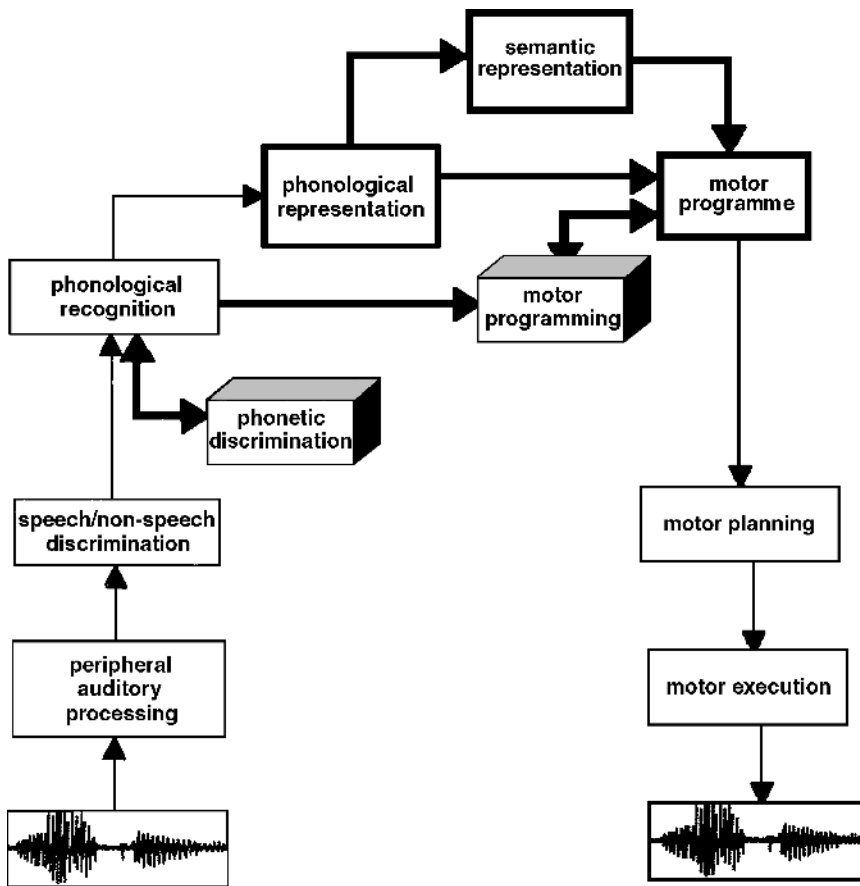 semantic
representation
phonological
representation
motor
programme
phonological
recognition
motor
programming
phonetic
discrimination
speech/non-speech
discrimination
motor planning
peripheral
auditory
processing
motor execution